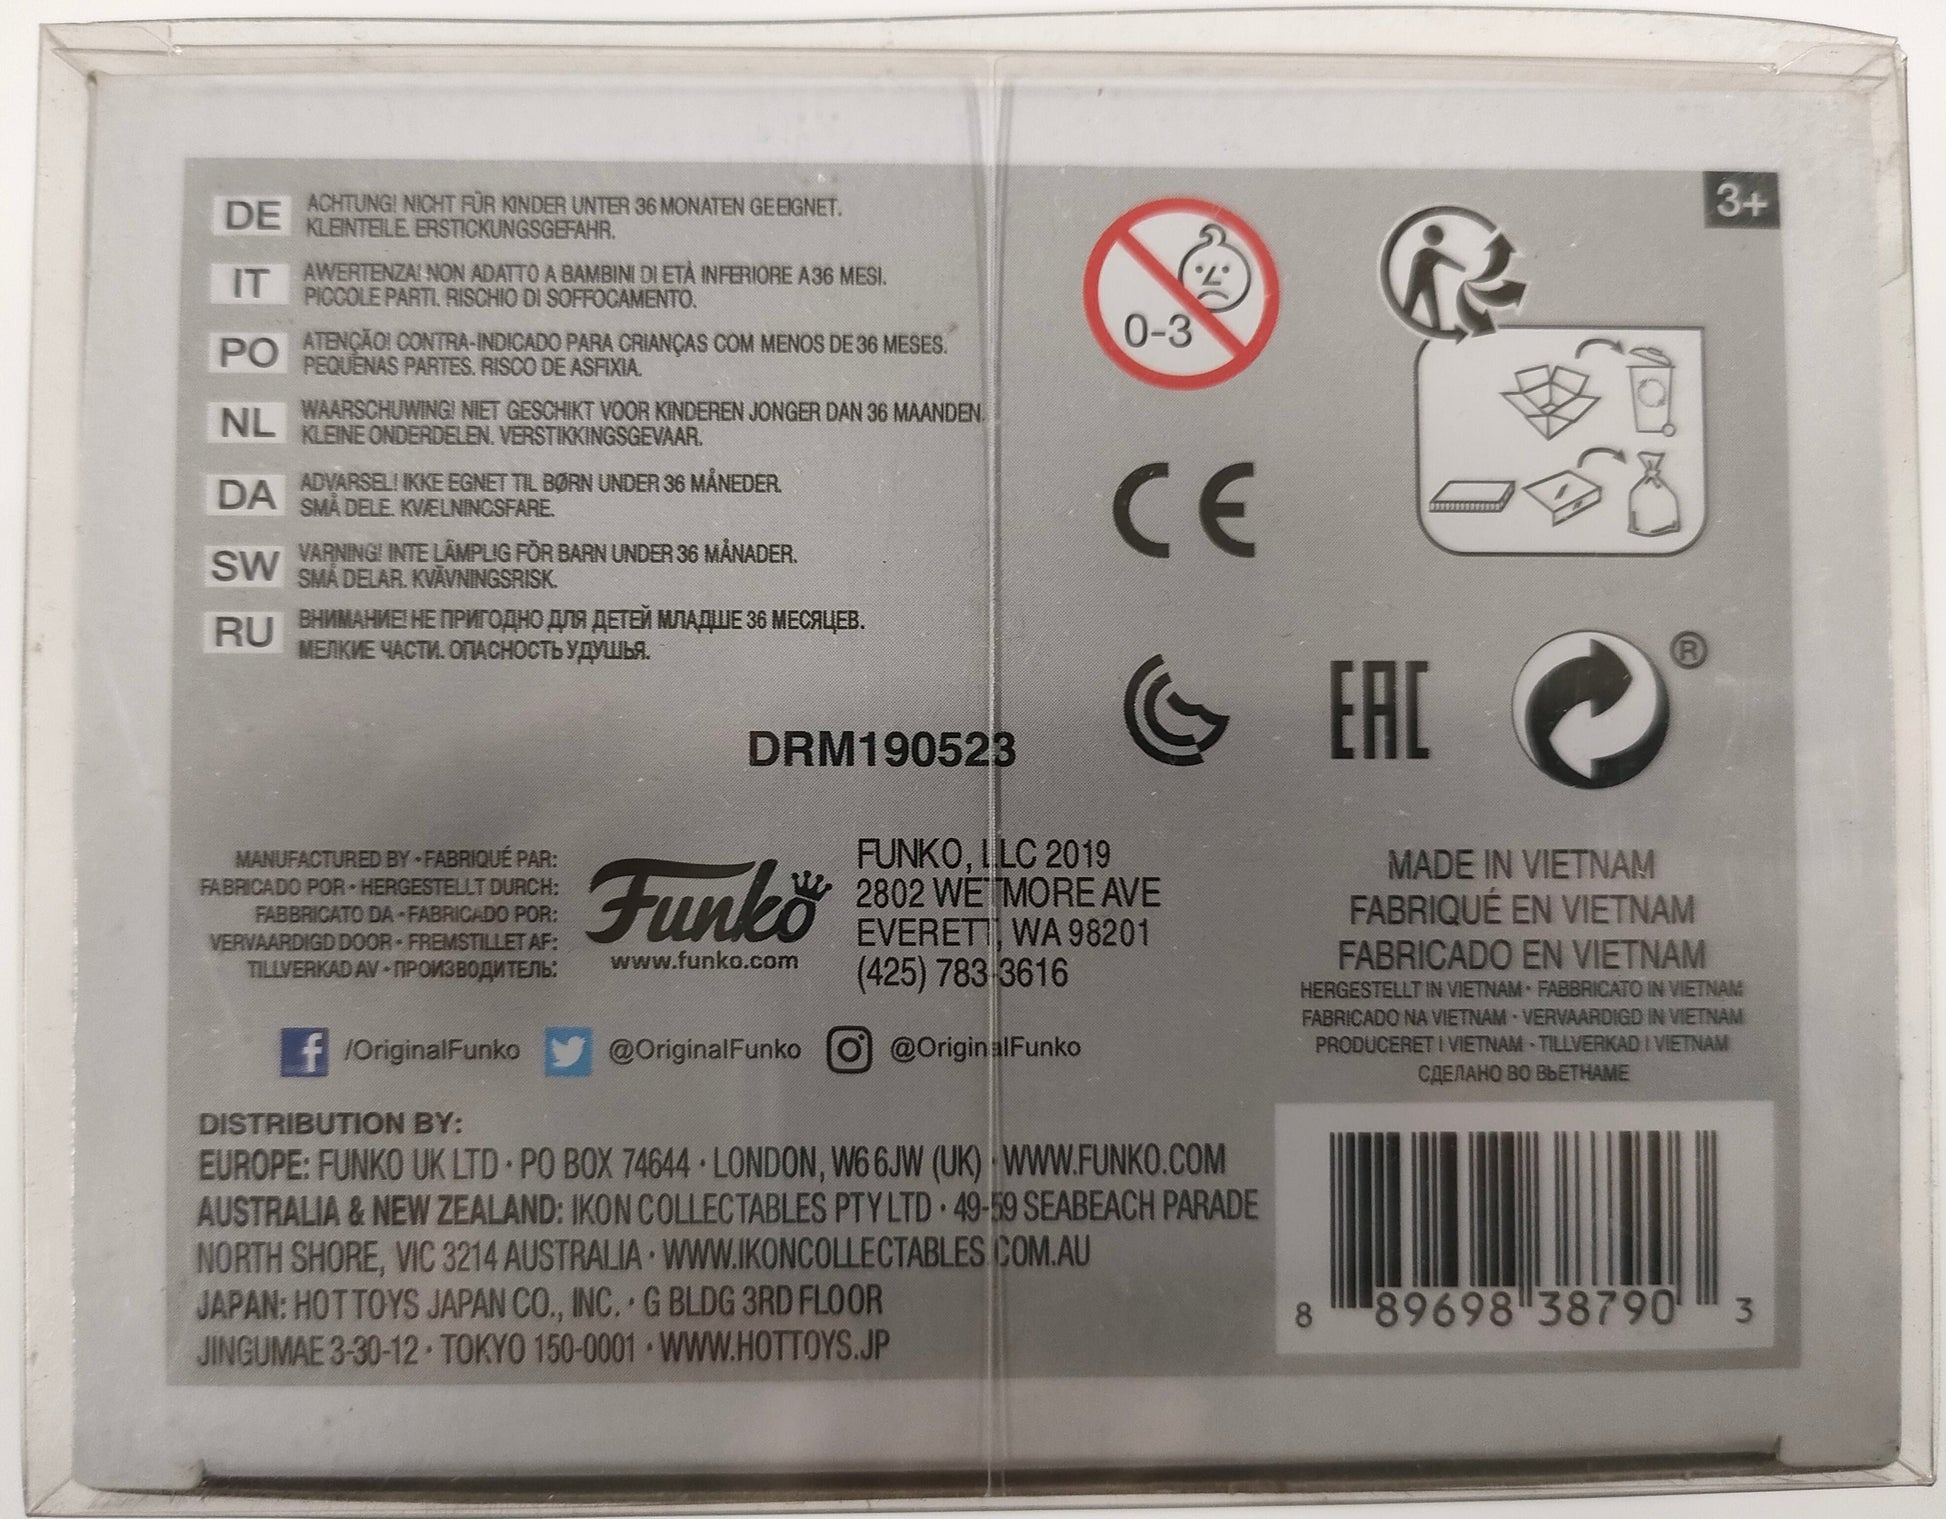 DE ACHTUNG! NICHT FÜR KINDER UNTER 36 MONATEN GEEIGNET.
KLEINTEILE. ERSTICKUNGSGEFAHR.
IT AVVERTENZA! NON ADATTO A BAMBINI DI ETÀ INFERIORE A 36 MESI.
PICCOLE PARTI. RISCHIO DI SOFFOCAMENTO.
PO ATENÇÃO! CONTRA-INDICADO PARA CRIANÇAS COM MENOS DE 36 MESES.
PEQUENAS PARTES. RISCO DE ASFIXIA.
NL WAARSCHUWING! NIET GESCHIKT VOOR KINDEREN JONGER DAN 36 MAANDEN.
KLEINE ONDERDELEN. VERSTIKKINGSGEVAAR.
DA ADVARSEL! IKKE EGNET TIL BØRN UNDER 36 MÅNEDER.
SMÅ DELE. KVÆLNINGSFARE.
SW VARNING! INTE LÄMPLIG FÖR BARN UNDER 36 MÅNADER.
SMÅ DELAR. KVÄVNINGSRISK.
RU ВНИМАНИЕ! НЕ ПРИГОДНО ДЛЯ ДЕТЕЙ МЛАДШЕ 36 МЕСЯЦЕВ.
МЕЛКИЕ ЧАСТИ. ОПАСНОСТЬ УДУШЬЯ.
0-3
3+
CE
EAC
®
DRM190523
MANUFACTURED BY • FABRIQUÉ PAR:
FABRICADO POR • HERGESTELLT DURCH:
FABBRICATO DA • FABRICADO POR:
VERVAARDIGD DOOR • FREMSTILLET AF:
TILLVERKAD AV • ПРОИЗВОДИТЕЛЬ:
Funko
www.funko.com
FUNKO, LLC 2019
2802 WETMORE AVE
EVERETT, WA 98201
(425) 783-3616
MADE IN VIETNAM
FABRIQUÉ EN VIETNAM
FABRICADO EN VIETNAM
HERGESTELLT IN VIETNAM • FABBRICATO IN VIETNAM
FABRICADO NA VIETNAM • VERVAARDIGD IN VIETNAM
PRODUCERET I VIETNAM • TILLVERKAD I VIETNAM
СДЕЛАНО ВО ВЬЕТНАМЕ
/OriginalFunko @OriginalFunko @OriginalFunko
DISTRIBUTION BY:
EUROPE: FUNKO UK LTD • PO BOX 74644 • LONDON, W6 6JW (UK) • WWW.FUNKO.COM
AUSTRALIA & NEW ZEALAND: IKON COLLECTABLES PTY LTD • 49-59 SEABEACH PARADE
NORTH SHORE, VIC 3214 AUSTRALIA • WWW.IKONCOLLECTABLES.COM.AU
JAPAN: HOT TOYS JAPAN CO., INC. • G BLDG 3RD FLOOR
JINGUMAE 3-30-12 • TOKYO 150-0001 • WWW.HOTTOYS.JP
8 89698 38790 3